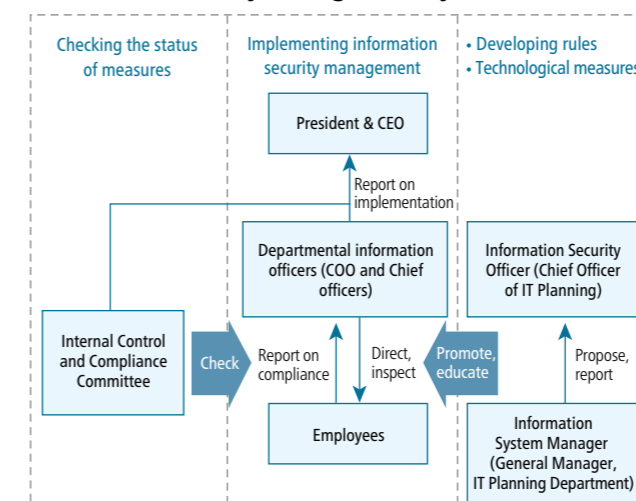 Checking the status
of measures
Implementing information
security management
• Developing rules
• Technological measures
President & CEO
Report on
implementation
Departmental information
officers (COO and Chief
officers)
Information Security
Officer (Chief Officer
of IT Planning)
Internal Control
and Compliance
Committee
Check
Report on
compliance
Direct,
inspect
Promote,
educate
Propose,
report
Employees
Information
System Manager
(General Manager,
IT Planning Department)